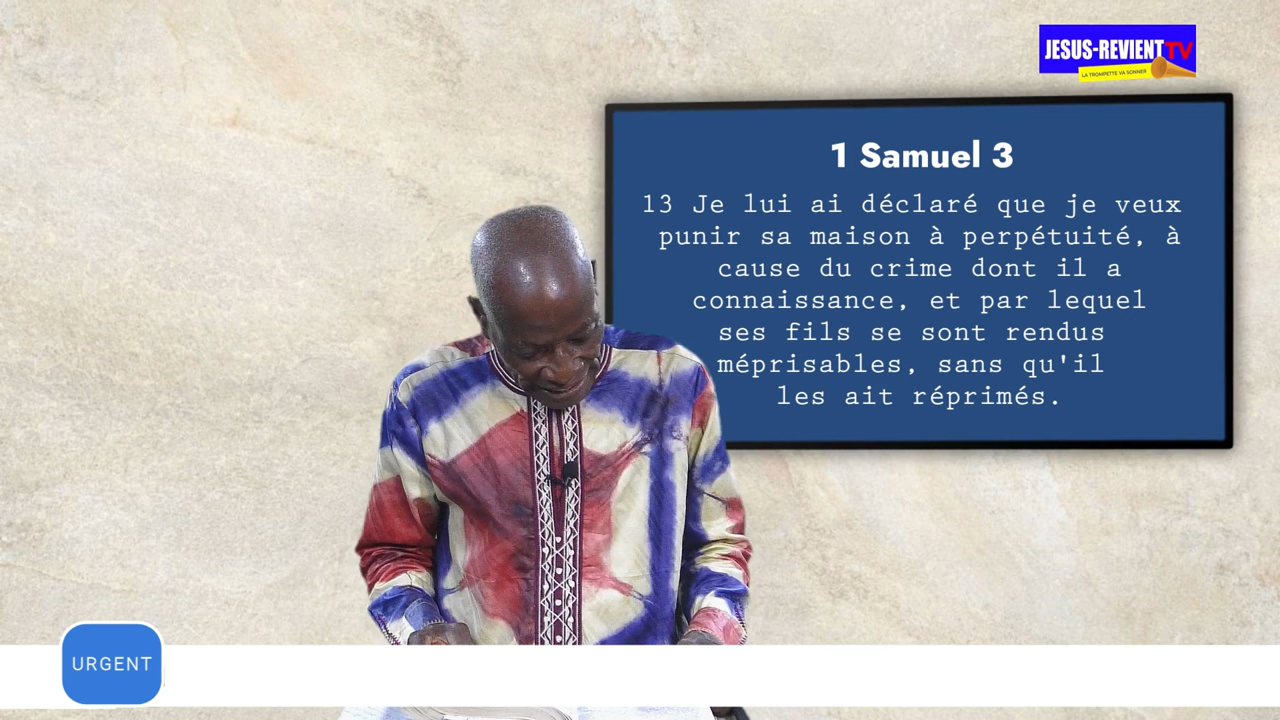 JESUS-REVIENT TV
LA TROMPETTE VA SONNER
1 Samuel 3
13 Je lui ai déclaré que je veux
punir sa maison à perpétuité, à
cause du crime dont il a
connaissance, et par lequel
ses fils se sont rendus
méprisables, sans qu'il
les ait réprimés.
URGENT